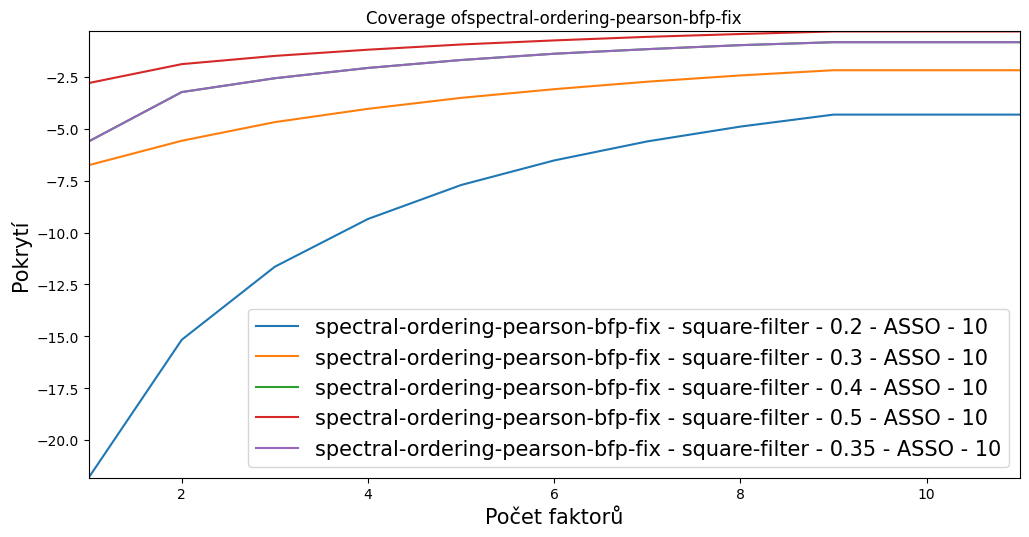 Coverage ofspectral-ordering-pearson-bfp-fix
Pokrytí
−2.5
−5.0
−7.5
−10.0
−12.5
−15.0
−17.5
−20.0
spectral-ordering-pearson-bfp-fix - square-filter - 0.2 - ASSO - 10
spectral-ordering-pearson-bfp-fix - square-filter - 0.3 - ASSO - 10
spectral-ordering-pearson-bfp-fix - square-filter - 0.4 - ASSO - 10
spectral-ordering-pearson-bfp-fix - square-filter - 0.5 - ASSO - 10
spectral-ordering-pearson-bfp-fix - square-filter - 0.35 - ASSO - 10
2 4 6 8 10
Počet faktorů